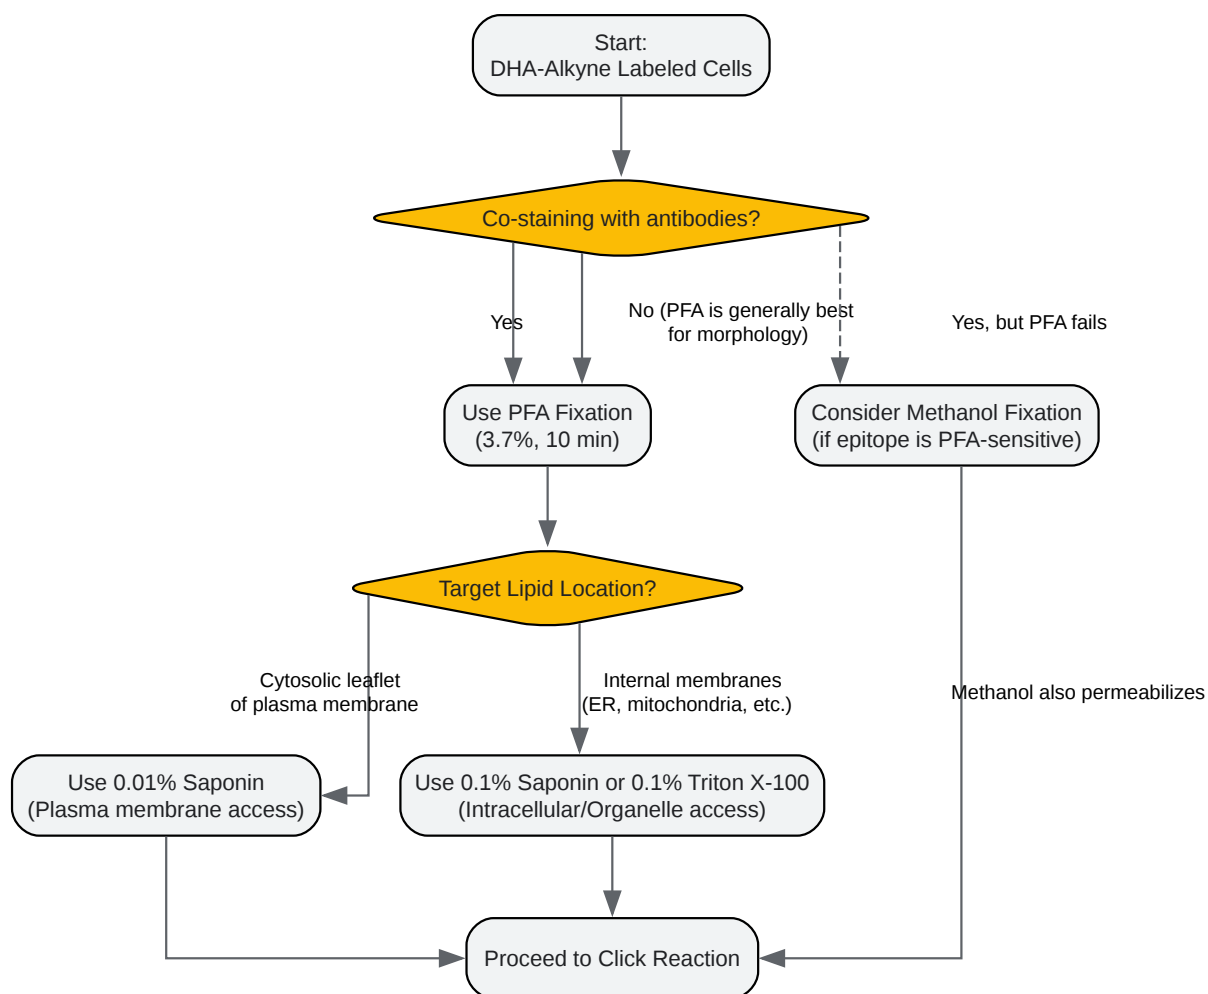 Start:
DHA-Alkyne Labeled Cells
Co-staining with antibodies?
Yes
No (PFA is generally best
for morphology)
Yes, but PFA fails
Use PFA Fixation
(3.7%, 10 min)
Consider Methanol Fixation
(if epitope is PFA-sensitive)
Target Lipid Location?
Cytosolic leaflet
of plasma membrane
Internal membranes
(ER, mitochondria, etc.)
Methanol also permeabilizes
Use 0.01% Saponin
(Plasma membrane access)
Use 0.1% Saponin or 0.1% Triton X-100
(Intracellular/Organelle access)
Proceed to Click Reaction